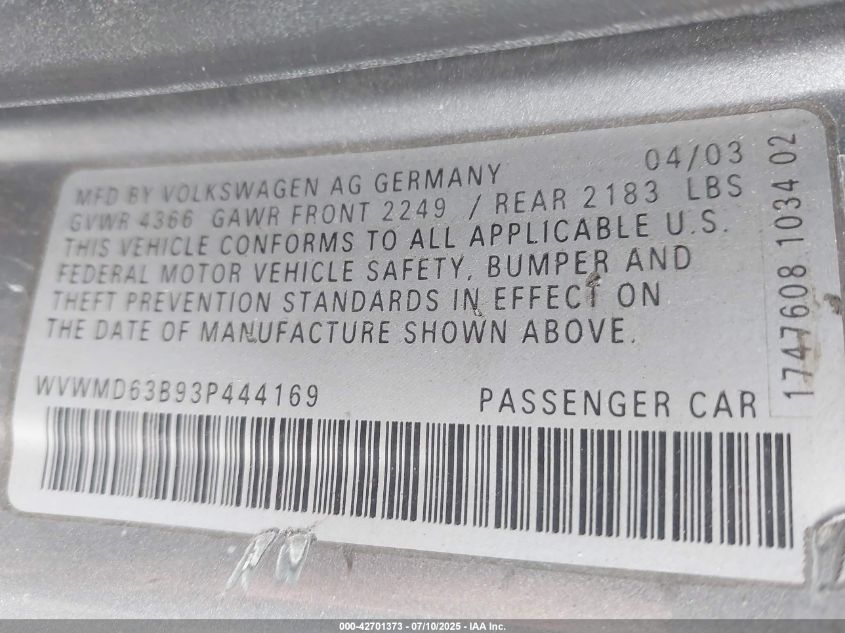 04/03
MFD BY VOLKSWAGEN AG GERMANY
GVWR 4366 GAWR FRONT 2249 / REAR 2183 LBS
THIS VEHICLE CONFORMS TO ALL APPLICABLE U.S.
FEDERAL MOTOR VEHICLE SAFETY, BUMPER AND
THEFT PREVENTION STANDARDS IN EFFECT ON
THE DATE OF MANUFACTURE SHOWN ABOVE.
WVWMD63B93P444169 PASSENGER CAR
1747608 1034 02
000-42701373 - 07/10/2025 - IAA Inc.